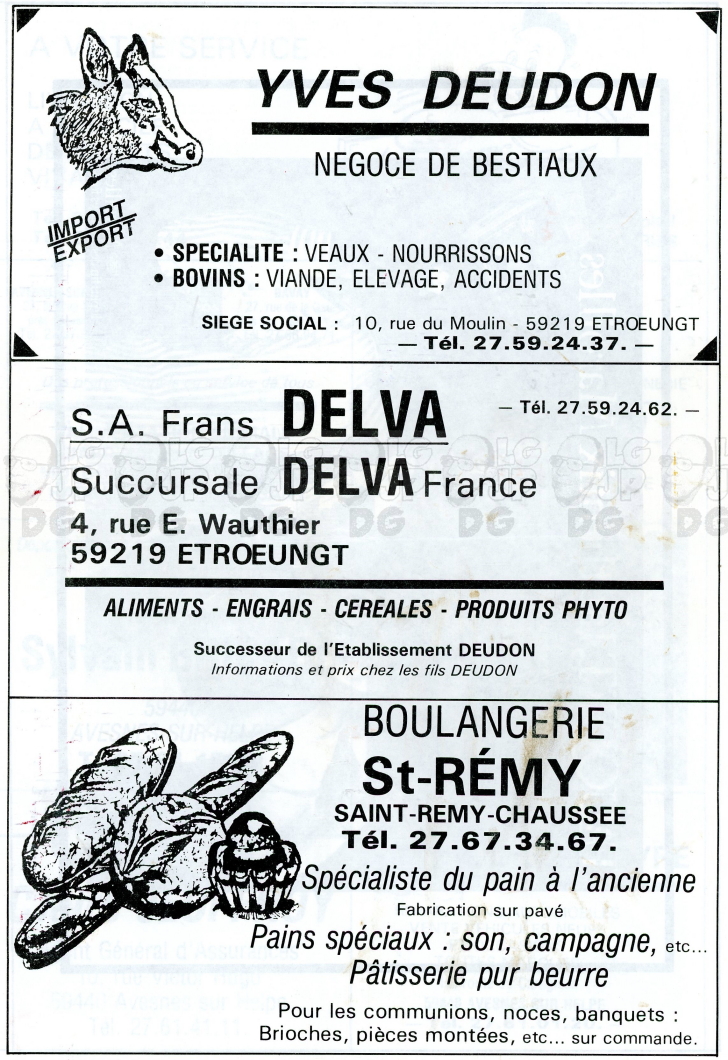 YVES DEUDON
NEGOCE DE BESTIAUX
IMPORT
EXPORT
• SPECIALITE : VEAUX - NOURRISSONS
• BOVINS : VIANDE, ELEVAGE, ACCIDENTS
SIEGE SOCIAL : 10, rue du Moulin - 59219 ETROEUNGT
— Tél. 27.59.24.37. —
— Tél. 27.59.24.62. —
S.A. Frans DELVA
Succursale DELVA France
4, rue E. Wauthier
59219 ETROEUNGT
ALIMENTS - ENGRAIS - CEREALES - PRODUITS PHYTO
Successeur de l'Etablissement DEUDON
Informations et prix chez les fils DEUDON
BOULANGERIE
St-RÉMY
SAINT-REMY-CHAUSSEE
Tél. 27.67.34.67.
Spécialiste du pain à l'ancienne
Fabrication sur pavé
Pains spéciaux : son, campagne, etc...
Pâtisserie pur beurre
Pour les communions, noces, banquets :
Brioches, pièces montées, etc... sur commande.